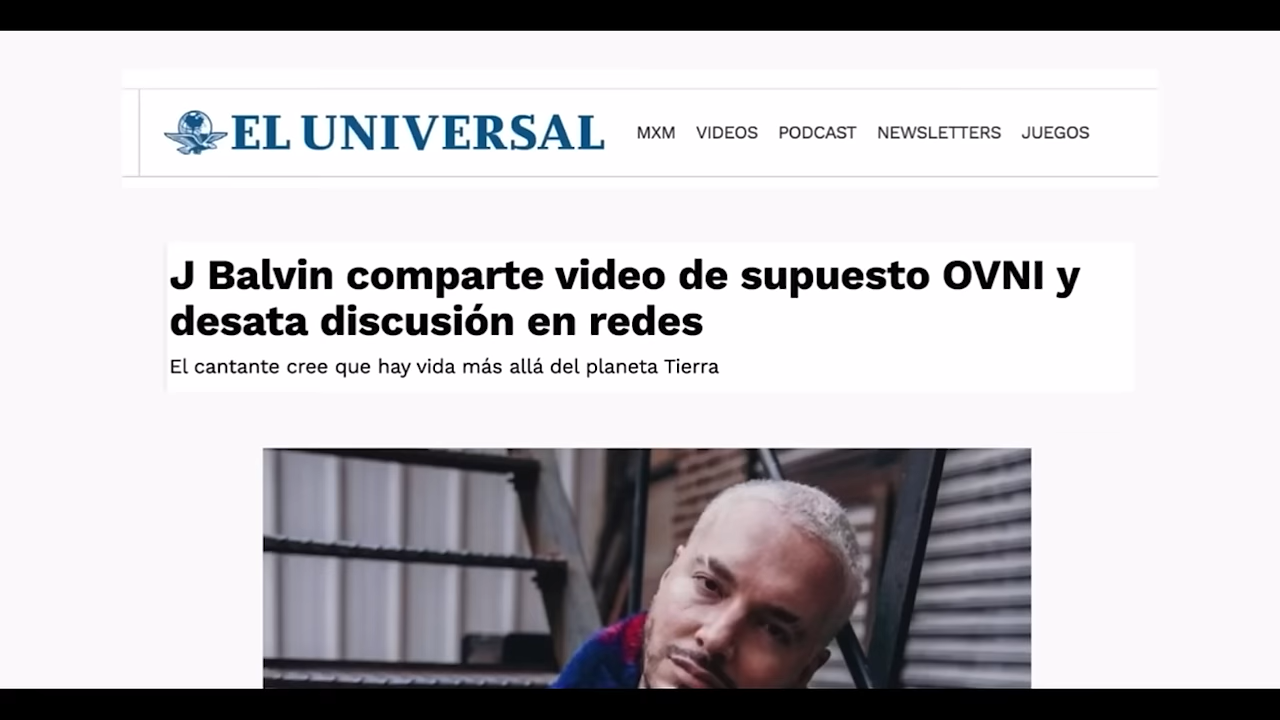 EL UNIVERSAL MXM VIDEOS PODCAST NEWSLETTERS JUEGOS
J Balvin comparte video de supuesto OVNI y
desata discusión en redes
El cantante cree que hay vida más allá del planeta Tierra